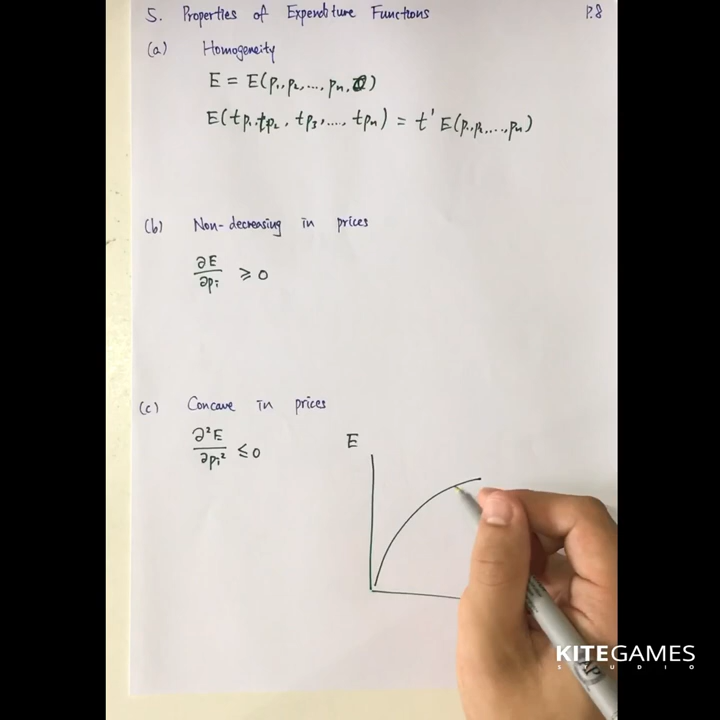 5. Properties of Expenditure Functions P.8
(a) Homogeneity
E = E(p₁,p₂,...., pₙ, )
E(tp₁,tp₂, tp₃,...., tpₙ) = t¹ E(p₁,p₂,....,pₙ)
(b) Non-decreasing in prices
∂E/∂pᵢ ≥ 0
(c) Concave in prices
∂²E/∂pᵢ² ≤ 0
E
KITEGAMES
STUDIO